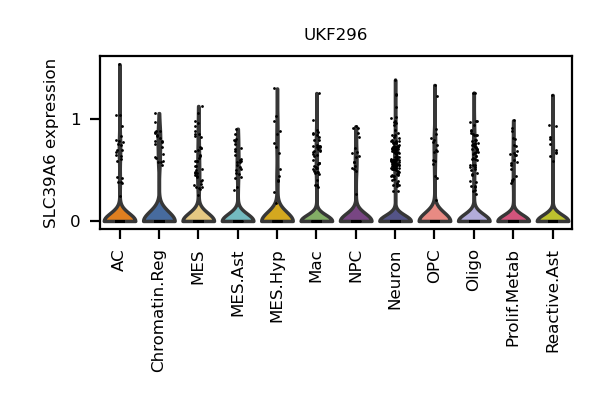 UKF296
SLC39A6 expression
1
0
AC
Chromatin.Reg
MES
MES.Ast
MES.Hyp
Mac
NPC
Neuron
OPC
Oligo
Prolif.Metab
Reactive.Ast